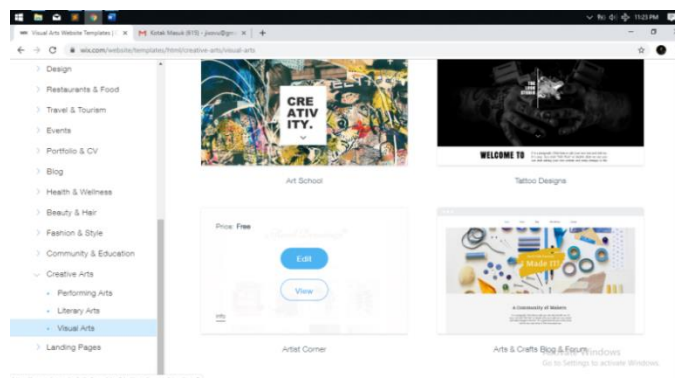 11:23 PM
Visual Arts Website Templates |
Kotak Masuk
wix.com/website/templates/html/creative-arts/visual-arts
Design
Restaurants & Food
Travel & Tourism
Events
Portfolio & CV
Blog
Health & Wellness
Beauty & Hair
Fashion & Style
Community & Education
Creative Arts
Performing Arts
Literary Arts
Visual Arts
Landing Pages
CRE
ATIV
ITY.
Art School
WELCOME TO
Tattoo Designs
Price: Free
Edit
View
Info
Artist Corner
Made It!
A Community of Makers
Arts & Crafts Blog & Forum
Activate Windows
Go to Settings to activate Windows.